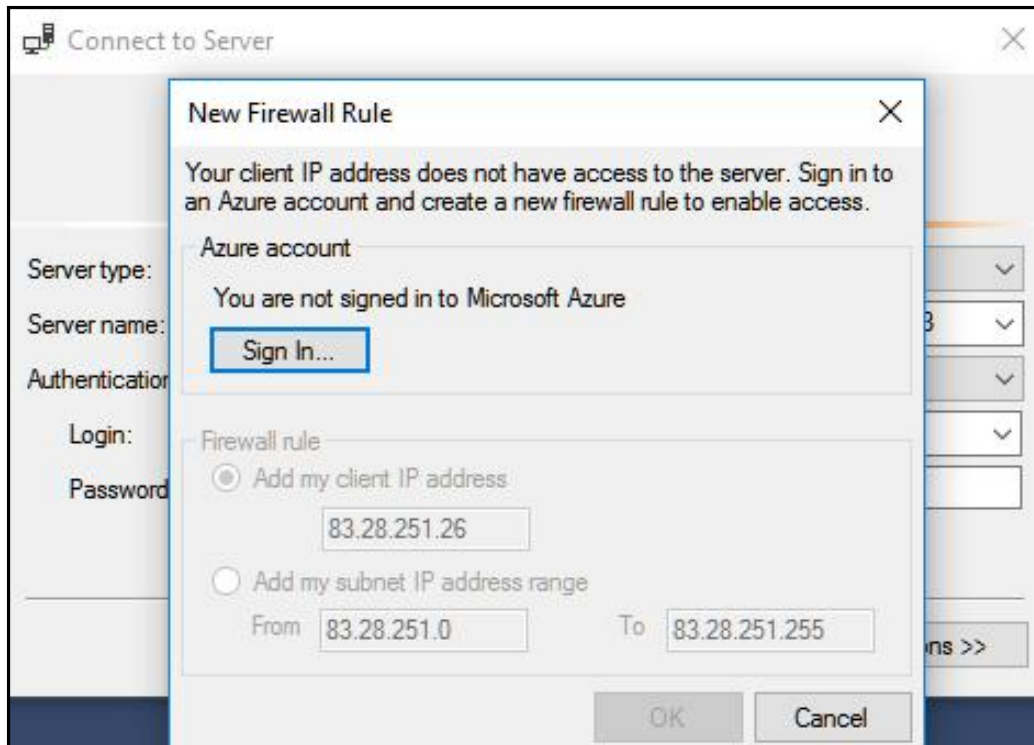 Connect to Server
New Firewall Rule
Your client IP address does not have access to the server. Sign in to
an Azure account and create a new firewall rule to enable access.
Azure account
Server type:
You are not signed in to Microsoft Azure
Server name:
3
Sign In...
Authentication
Login:
Firewall rule
Add my client IP address
Password
83.28.251.26
Add my subnet IP address range
From 83.28.251.0 To 83.28.251.255
ns >>
OK Cancel